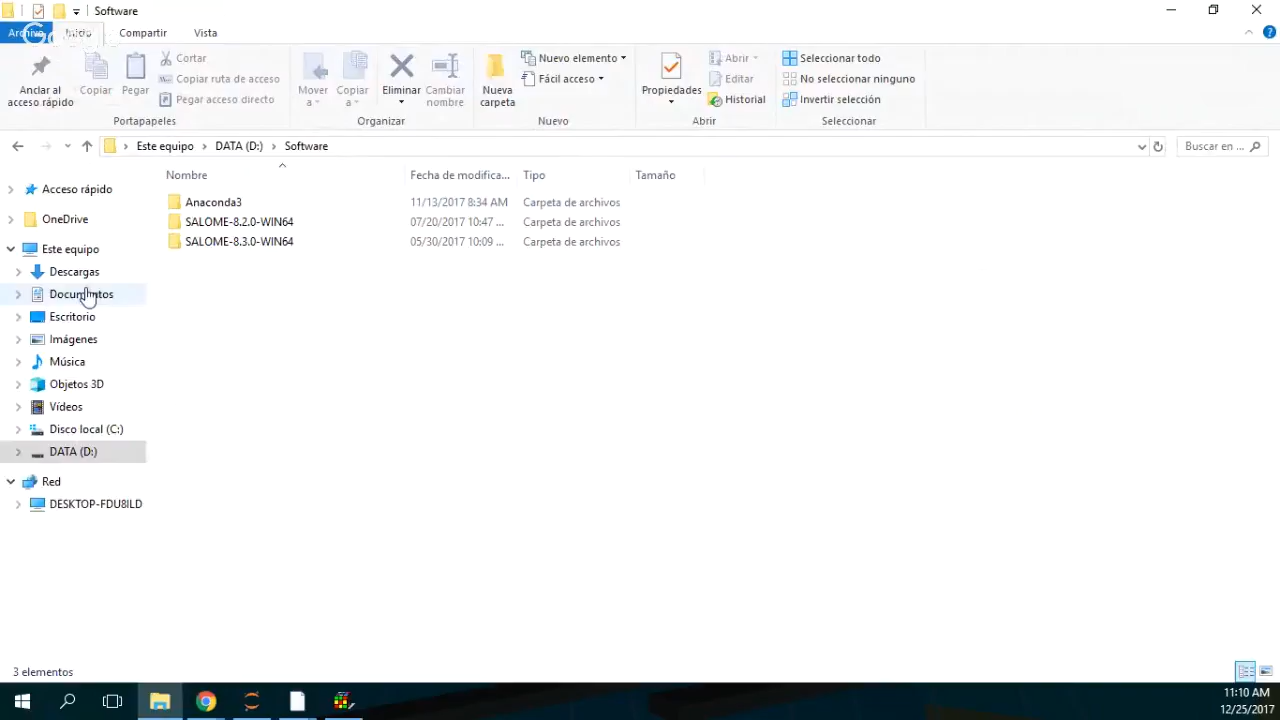 Software
Archivo Inicio Compartir Vista
Google
Anclar al acceso rápido
Copiar
Pegar
Cortar
Copiar ruta de acceso
Pegar acceso directo
Portapapeles
Mover a
Copiar a
Eliminar
Cambiar nombre
Organizar
Nueva carpeta
Nuevo elemento
Fácil acceso
Nuevo
Propiedades
Abrir
Editar
Historial
Abrir
Seleccionar todo
No seleccionar ninguno
Invertir selección
Seleccionar
Este equipo DATA (D:) Software
Buscar en ...
Nombre Fecha de modifica... Tipo Tamaño
Anaconda3 11/13/2017 8:34 AM Carpeta de archivos
SALOME-8.2.0-WIN64 07/20/2017 10:47 ... Carpeta de archivos
SALOME-8.3.0-WIN64 05/30/2017 10:09 ... Carpeta de archivos
Acceso rápido
OneDrive
Este equipo
Descargas
Documentos
Escritorio
Imágenes
Música
Objetos 3D
Vídeos
Disco local (C:)
DATA (D:)
Red
DESKTOP-FDU8ILD
3 elementos
11:10 AM
12/25/2017